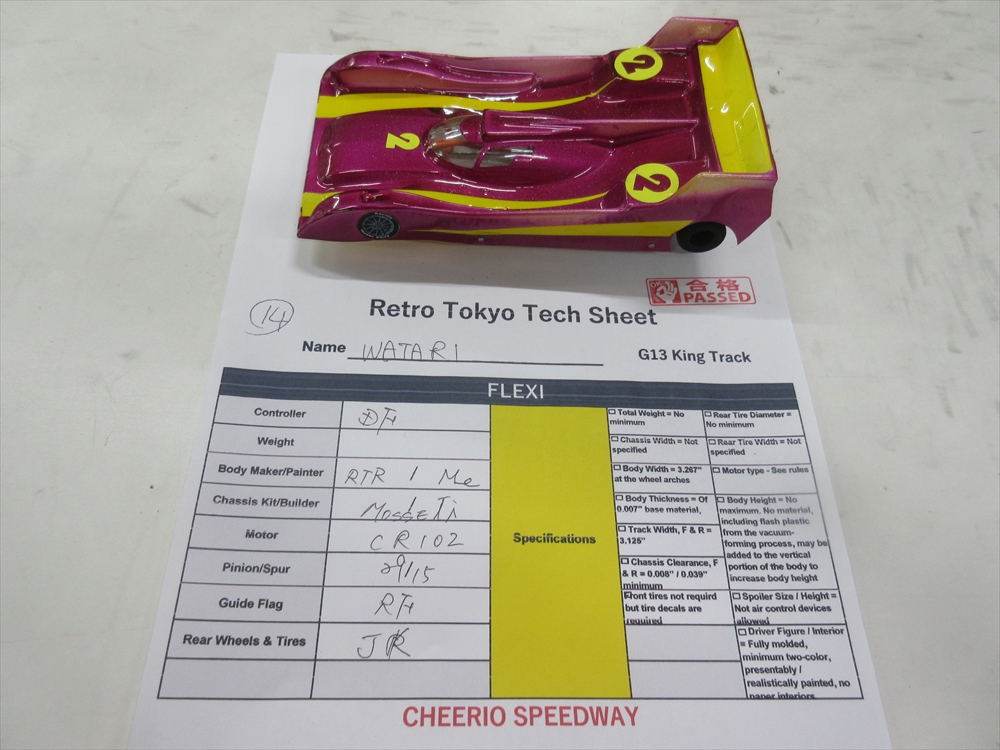 2
2
2
OK!
合格
PASSED
Retro Tokyo Tech Sheet
14
Name WATARI
G13 King Track
FLEXI
Controller
Weight
Body Maker/Painter RTR / Me
Chassis Kit/Builder
Motor CR102
Pinion/Spur
Guide Flag
Rear Wheels & Tires JK
Specifications
☐ Total Weight = No
minimum
☐ Chassis Width = Not
specified
☐ Body Width = 3.267"
at the wheel arches
☐ Body Thickness = Of
0.007" base material,
☐ Track Width, F & R =
3.125"
☐ Chassis Clearance, F
& R = 0.008" / 0.039"
minimum
Front tires not requird
but tire decals are
required
☐ Rear Tire Diameter =
No minimum
☐ Rear Tire Width = Not
specified
☐ Motor type - See rules
☐ Body Height = No
maximum. No material,
including flash plastic
from the vacuum-
forming process, may be
added to the vertical
portion of the body to
increase body height
☐ Spoiler Size / Height =
Not air control devices
allowed
☐ Driver Figure / Interior
= Fully molded,
minimum two-color,
presentably /
realistically painted, no
paper interiors
CHEERIO SPEEDWAY